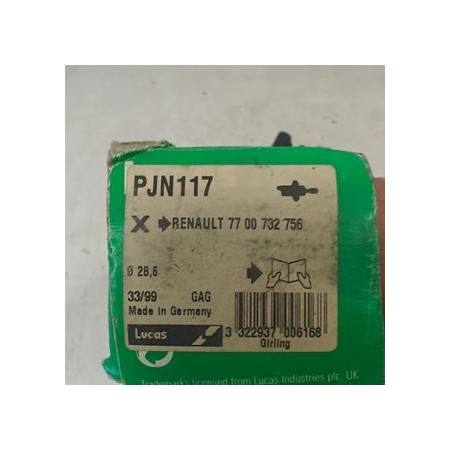 PJN117
X RENAULT 77 00 732 756
Ø 28,6
33/99 GAG
Made in Germany
Lucas
3 322937 006168
Girling
Trademarks licensed from Lucas Industries plc. UK